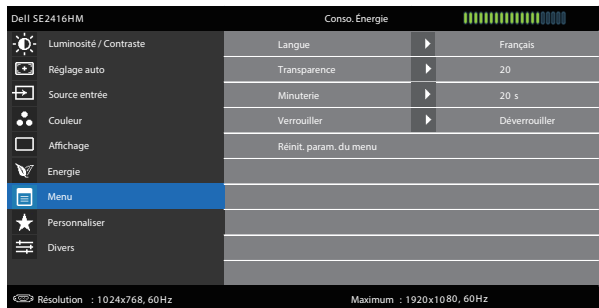 Dell SE2416HM Conso. Énergie
Luminosité / Contraste Langue Français
Réglage auto Transparence 20
Source entrée Minuterie 20 s
Couleur Verrouiller Déverrouiller
Affichage Réinit. param. du menu
Energie
Menu
Personnaliser
Divers
Résolution : 1024x768, 60Hz Maximum : 1920x1080, 60Hz